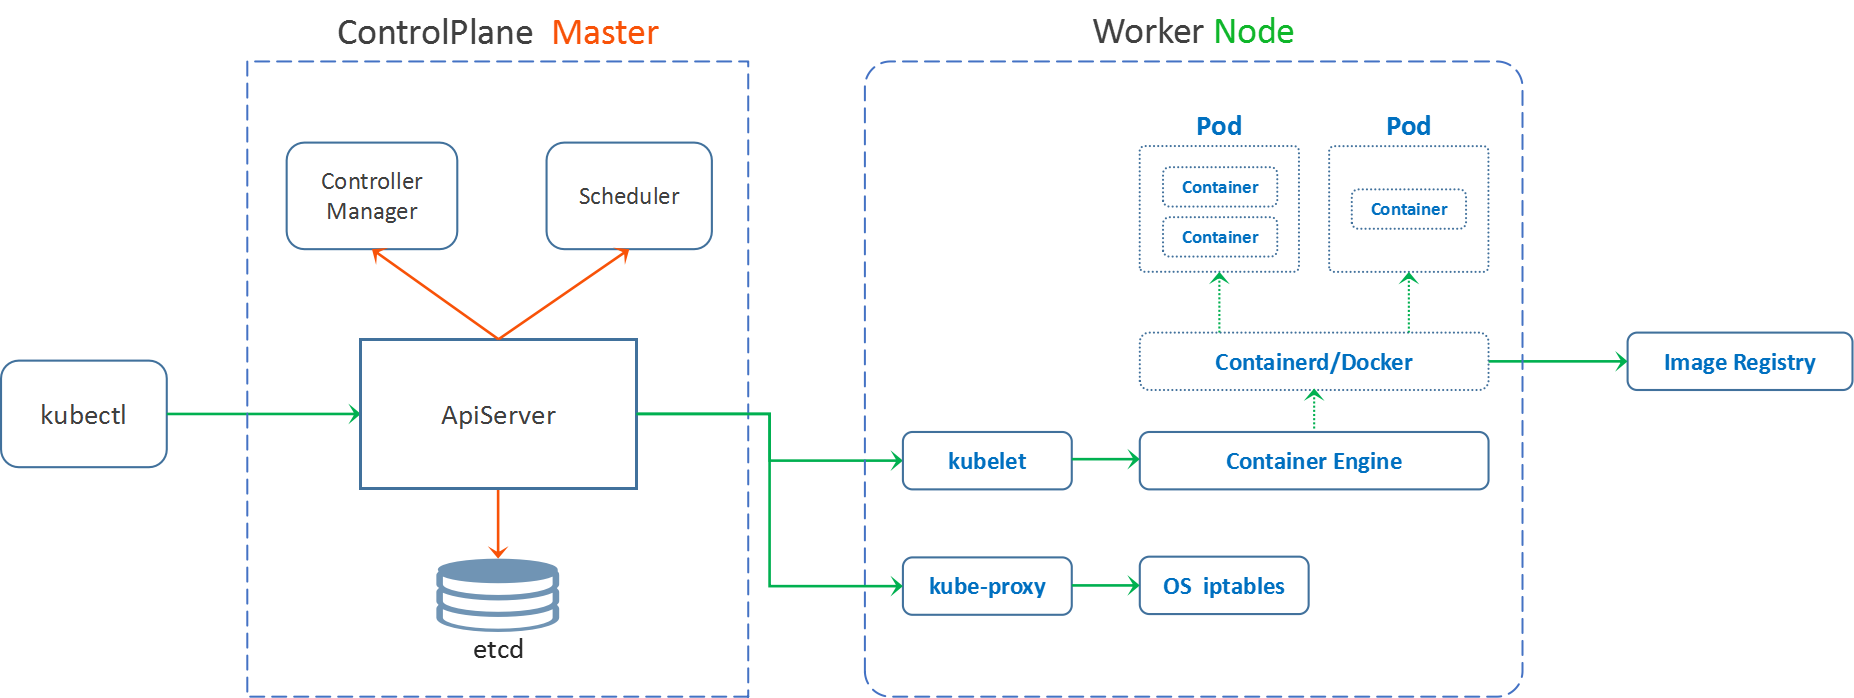 ControlPlane Master
Worker Node
Controller
Manager
Scheduler
kubectl
ApiServer
etcd
Pod
Pod
Container
Container
Container
Containerd/Docker
Image Registry
kubelet
Container Engine
kube-proxy
OS iptables